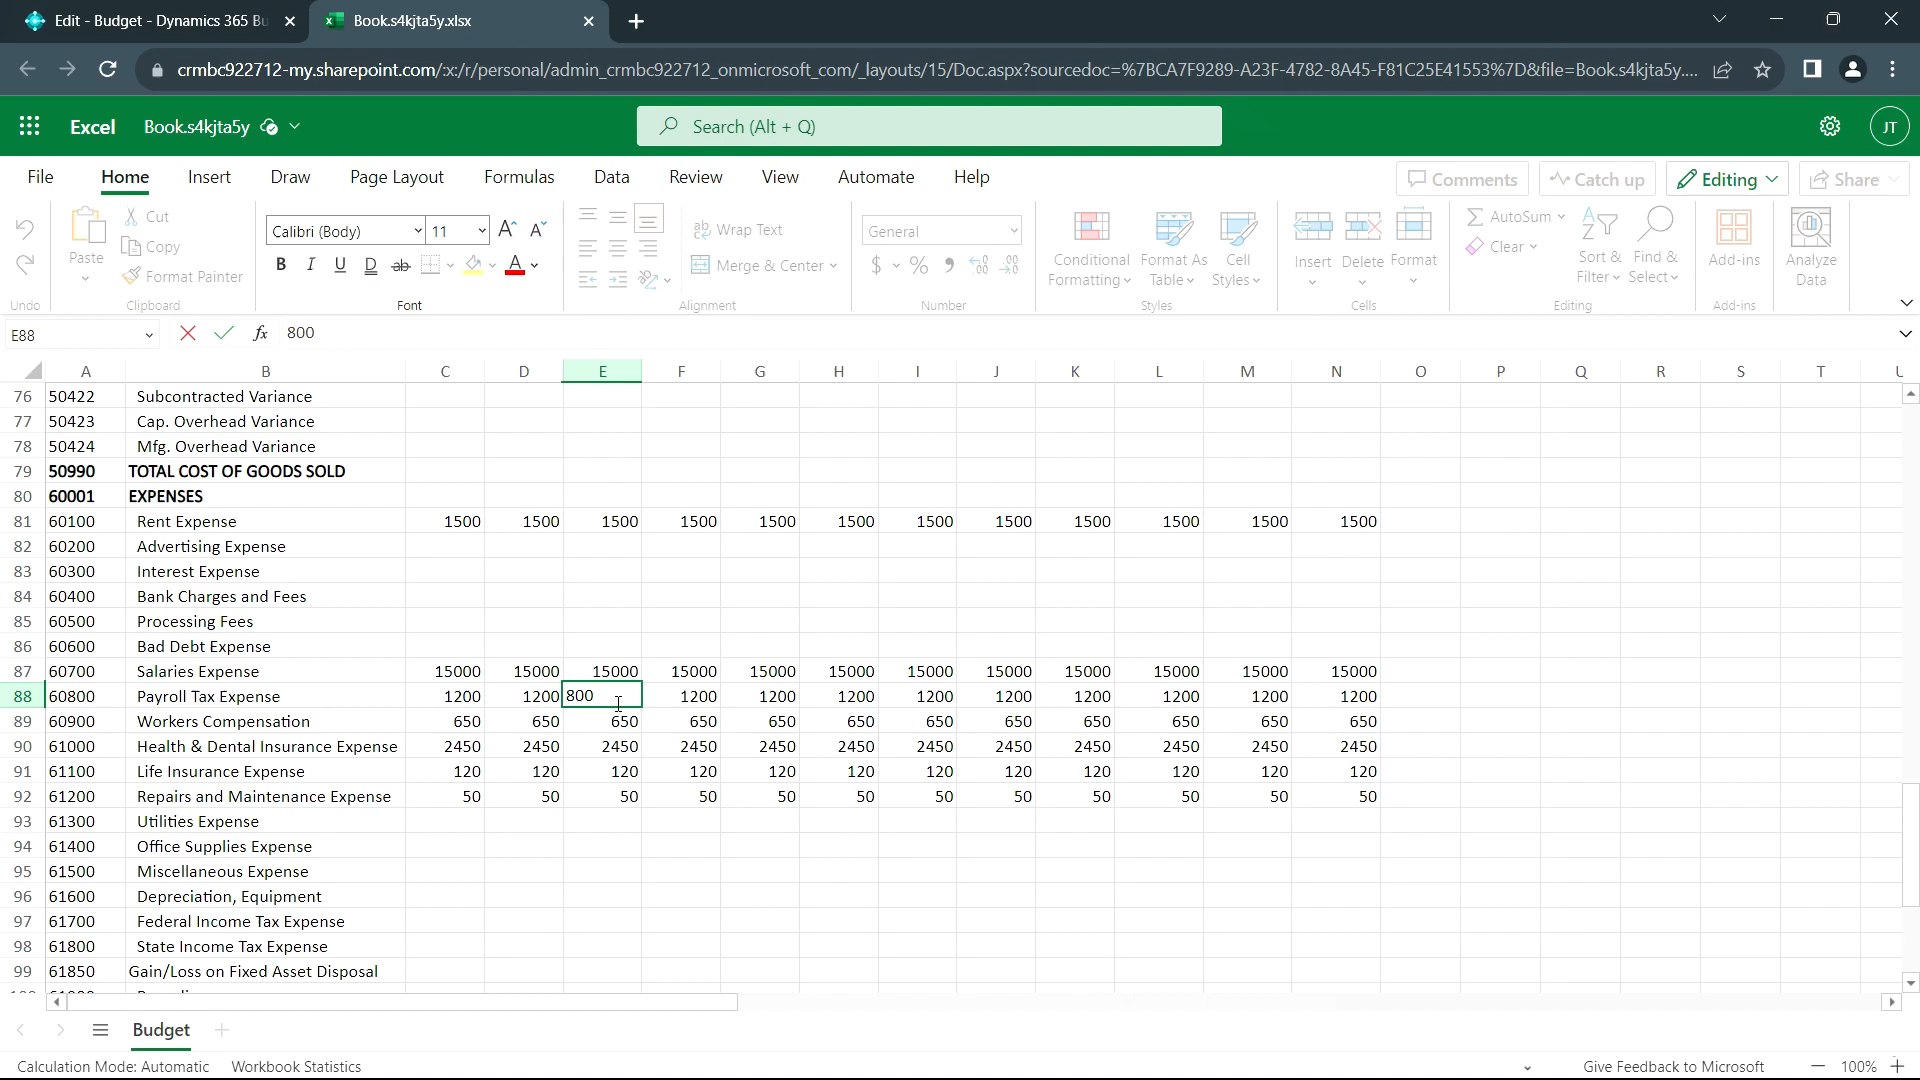 Edit - Budget - Dynamics 365 Bu
Book.s4kjta5y.xlsx
crmbc922712-my.sharepoint.com/:x:/r/personal/admin_crmbc922712_onmicrosoft_com/_layouts/15/Doc.aspx?sourcedoc=%7BCA7F9289-A23F-4782-8A45-F81C25E41553%7D&file=Book.s4kjta5y....
Excel Book.s4kjta5y Search (Alt + Q) JT
File Home Insert Draw Page Layout Formulas Data Review View Automate Help Comments Catch up Editing Share
Paste Cut Copy Format Painter
Calibri (Body) 11
B I U D ab A
Wrap Text
Merge & Center
General
$ % 9
Conditional Formatting Format As Table Cell Styles
Insert Delete Format
AutoSum
Clear
Sort & Filter Find & Select
Add-ins
Analyze Data
Undo Clipboard Font Alignment Number Styles Cells Editing Add-ins
E88 fx 800
A B C D E F G H I J K L M N O P Q R S T
76 50422 Subcontracted Variance
77 50423 Cap. Overhead Variance
78 50424 Mfg. Overhead Variance
79 50990 TOTAL COST OF GOODS SOLD
80 60001 EXPENSES
81 60100 Rent Expense 1500 1500 1500 1500 1500 1500 1500 1500 1500 1500 1500 1500
82 60200 Advertising Expense
83 60300 Interest Expense
84 60400 Bank Charges and Fees
85 60500 Processing Fees
86 60600 Bad Debt Expense
87 60700 Salaries Expense 15000 15000 15000 15000 15000 15000 15000 15000 15000 15000 15000 15000
88 60800 Payroll Tax Expense 1200 1200 800 1200 1200 1200 1200 1200 1200 1200 1200 1200
89 60900 Workers Compensation 650 650 650 650 650 650 650 650 650 650 650 650
90 61000 Health & Dental Insurance Expense 2450 2450 2450 2450 2450 2450 2450 2450 2450 2450 2450 2450
91 61100 Life Insurance Expense 120 120 120 120 120 120 120 120 120 120 120 120
92 61200 Repairs and Maintenance Expense 50 50 50 50 50 50 50 50 50 50 50 50
93 61300 Utilities Expense
94 61400 Office Supplies Expense
95 61500 Miscellaneous Expense
96 61600 Depreciation, Equipment
97 61700 Federal Income Tax Expense
98 61800 State Income Tax Expense
99 61850 Gain/Loss on Fixed Asset Disposal
Budget
Calculation Mode: Automatic Workbook Statistics Give Feedback to Microsoft 100%